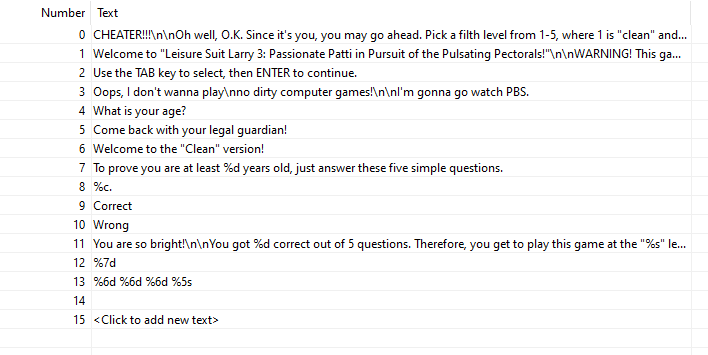 Number Text
0 CHEATER!!!\n\nOh well, O.K. Since it's you, you may go ahead. Pick a filth level from 1-5, where 1 is "clean" and...
1 Welcome to "Leisure Suit Larry 3: Passionate Patti in Pursuit of the Pulsating Pectorals!"\n\nWARNING! This ga...
2 Use the TAB key to select, then ENTER to continue.
3 Oops, I don't wanna play\nno dirty computer games!\n\nI'm gonna go watch PBS.
4 What is your age?
5 Come back with your legal guardian!
6 Welcome to the "Clean" version!
7 To prove you are at least %d years old, just answer these five simple questions.
8 %c.
9 Correct
10 Wrong
11 You are so bright!\n\nYou got %d correct out of 5 questions. Therefore, you get to play this game at the "%s" le...
12 %7d
13 %6d %6d %6d %5s
14
15 <Click to add new text>